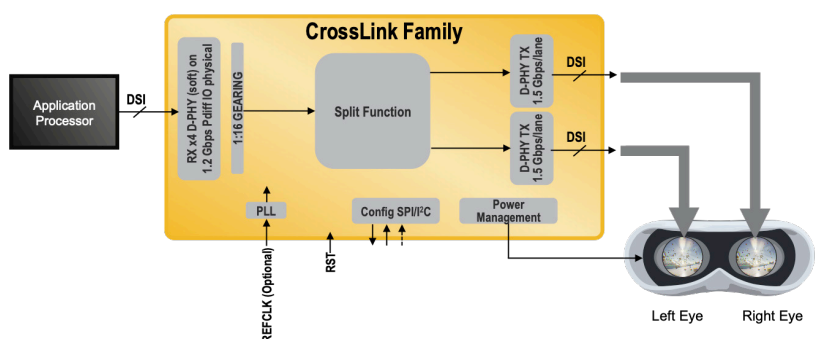 CrossLink Family
Application
Processor
DSI
RX x4 D-PHY (soft) on
1.2 Gbps Pdiff IO physical
1:16 GEARING
Split Function
D-PHY TX
1.5 Gbps/lane
DSI
D-PHY TX
1.5 Gbps/lane
DSI
PLL
Config SPI/I²C
Power
Management
REFCLK (Optional)
RST
Left Eye
Right Eye